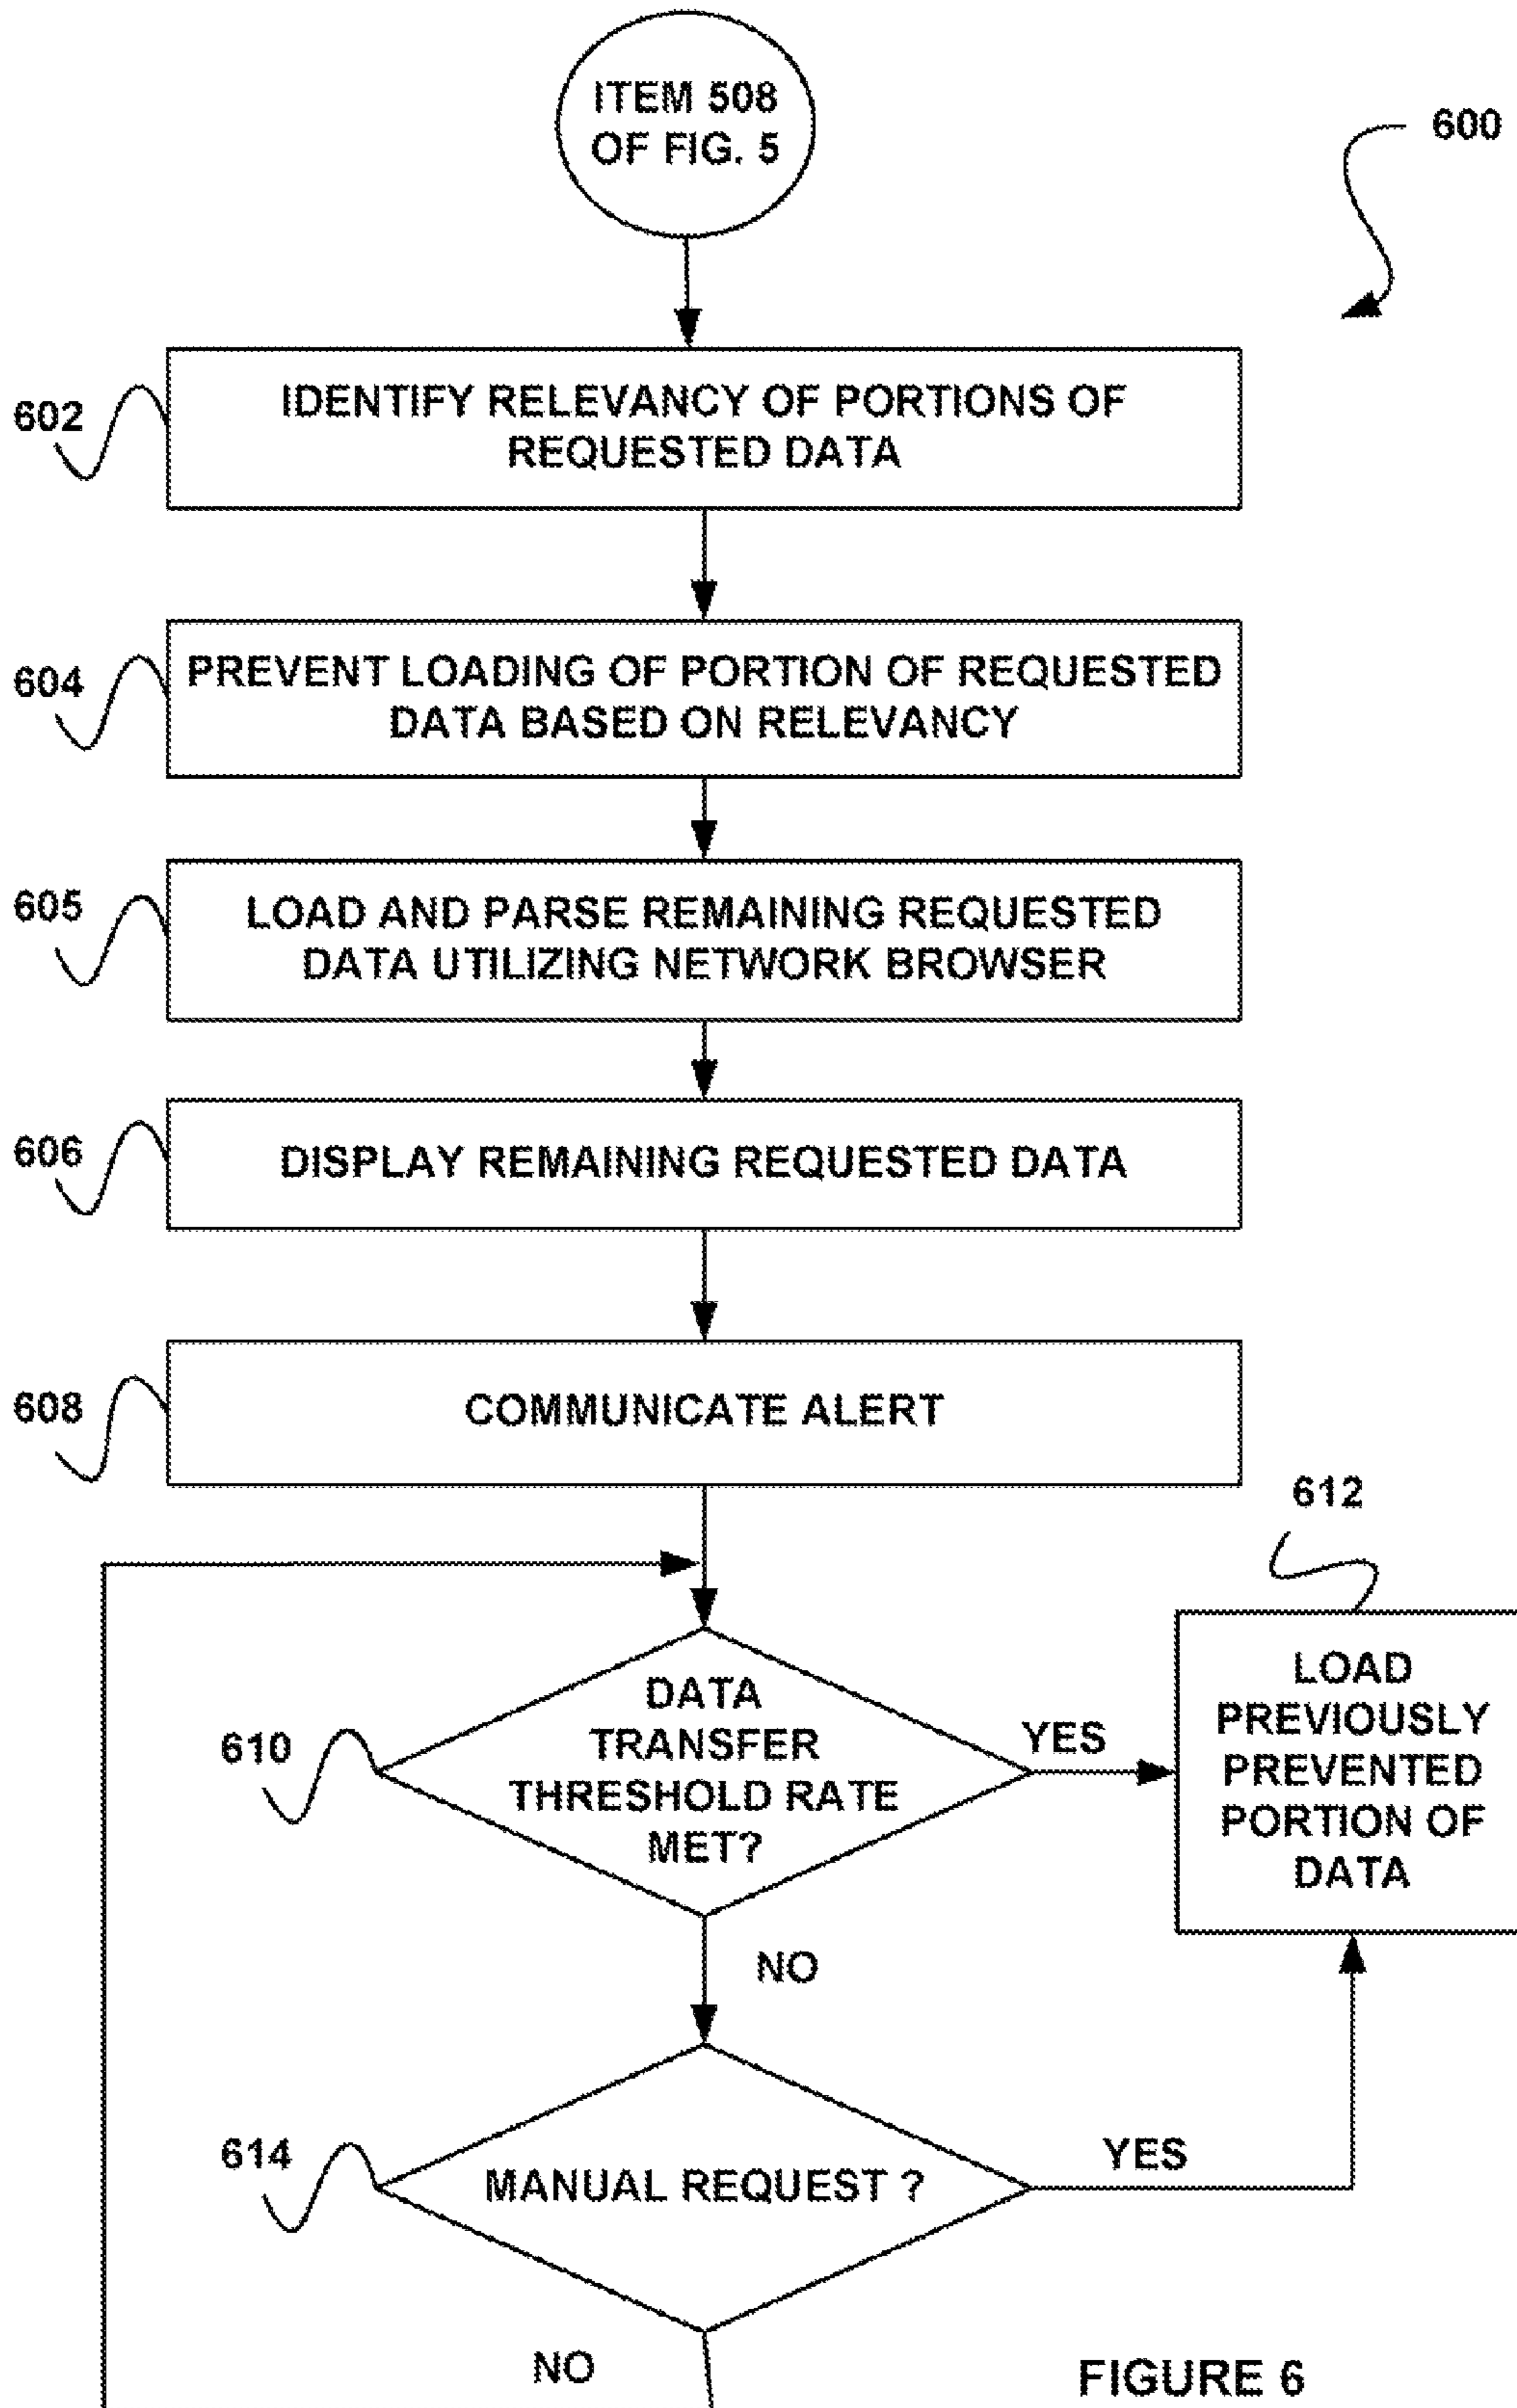 ITEM 508
OF FIG. 5
600
602
IDENTIFY RELEVANCY OF PORTIONS OF
REQUESTED DATA
604
PREVENT LOADING OF PORTION OF REQUESTED
DATA BASED ON RELEVANCY
605
LOAD AND PARSE REMAINING REQUESTED
DATA UTILIZING NETWORK BROWSER
606
DISPLAY REMAINING REQUESTED DATA
608
COMMUNICATE ALERT
612
LOAD
PREVIOUSLY
PREVENTED
PORTION OF
DATA
610
DATA
TRANSFER
THRESHOLD RATE
MET?
YES
NO
614
MANUAL REQUEST ?
YES
NO
FIGURE 6